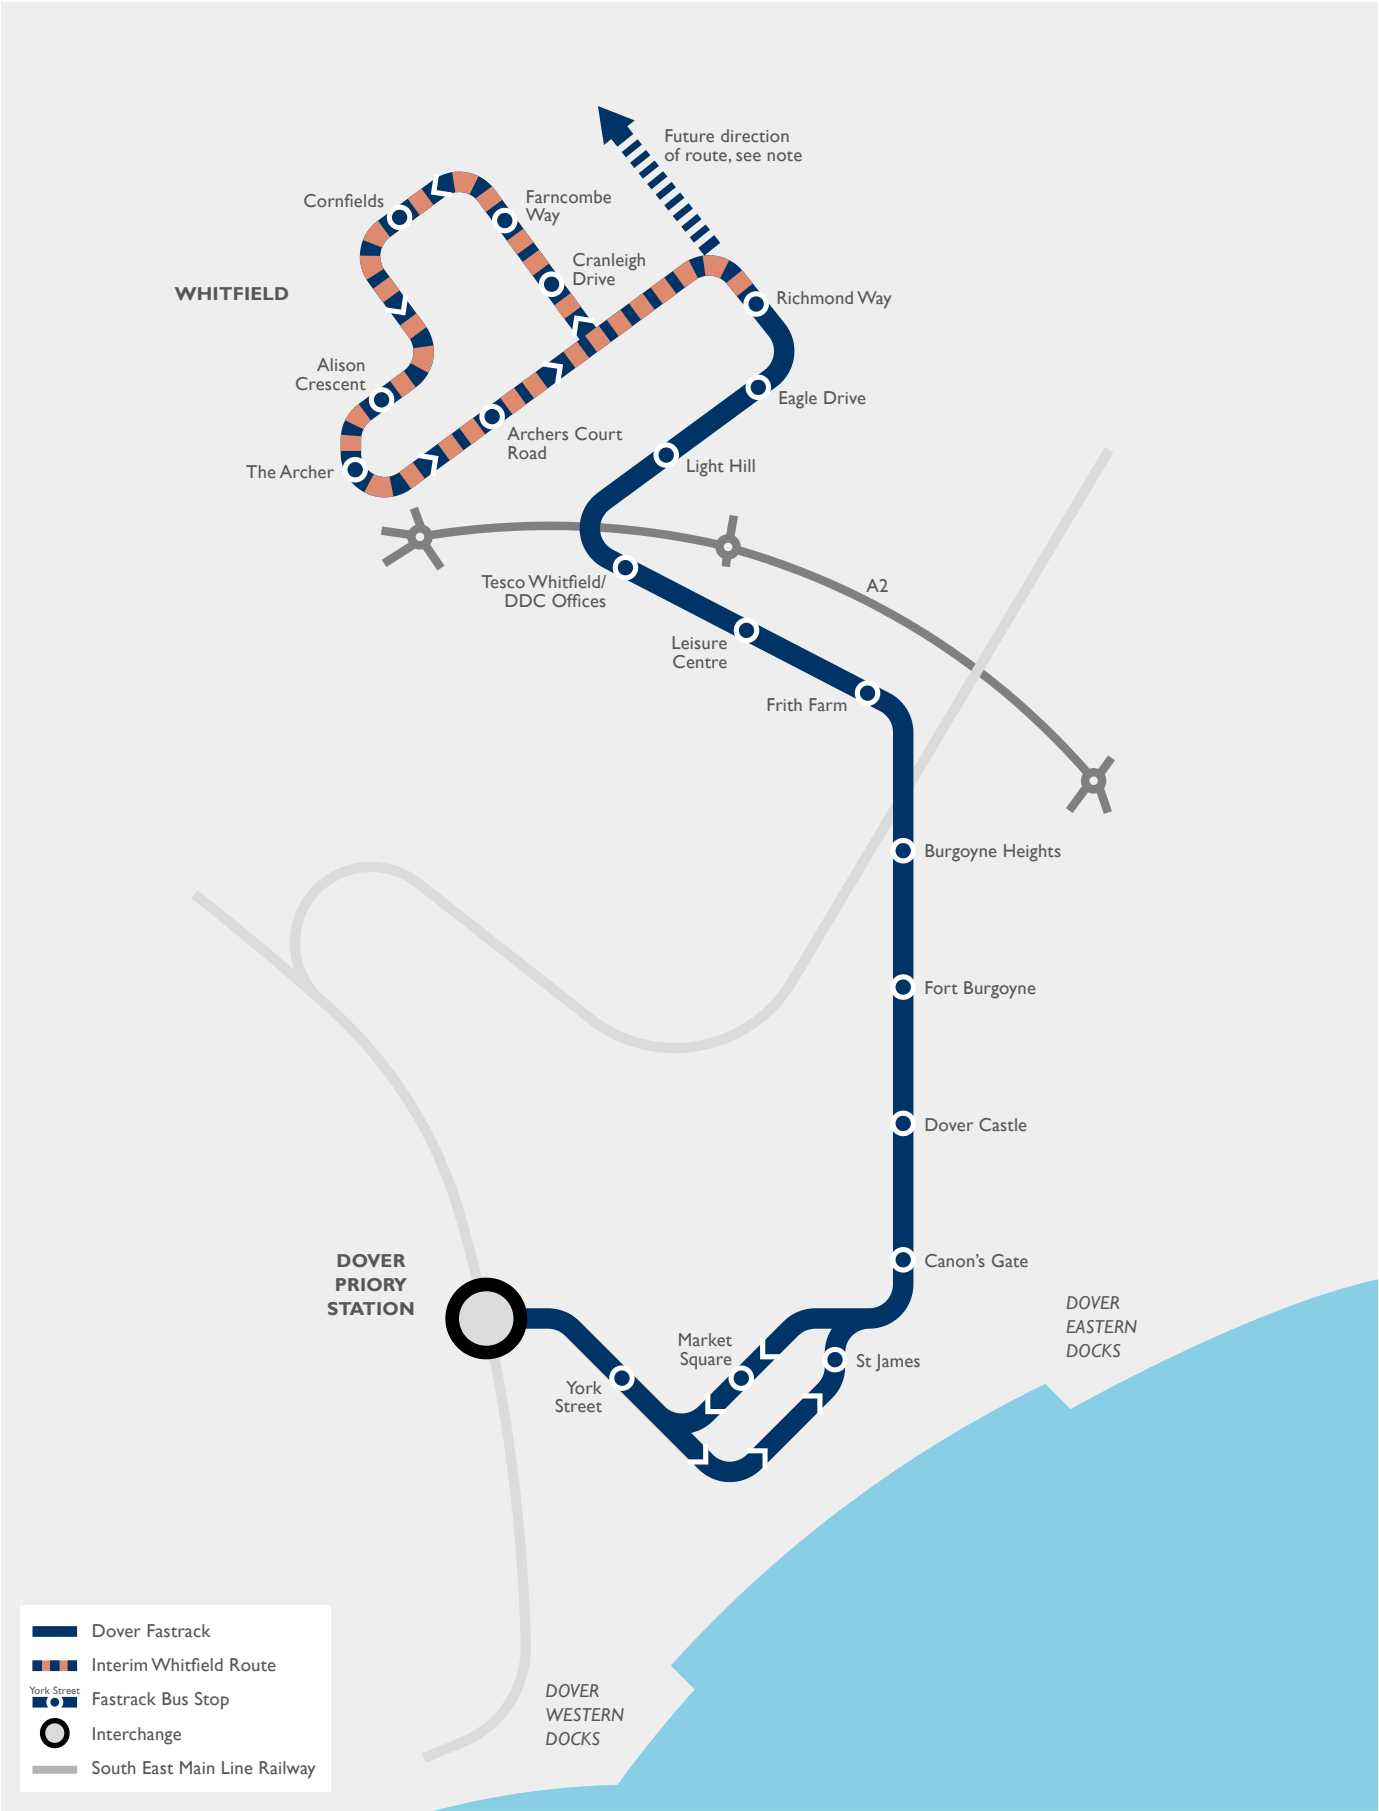 Future direction
of route, see note
Cornfields
Farncombe
Way
Cranleigh
Drive
WHITFIELD
Richmond Way
Alison
Crescent
Eagle Drive
Archers Court
Road
The Archer
Light Hill
Tesco Whitfield/
DDC Offices
A2
Leisure
Centre
Frith Farm
Burgoyne Heights
Fort Burgoyne
Dover Castle
Canon’s Gate
DOVER
PRIORY
STATION
DOVER
EASTERN
DOCKS
Market
Square
St James
York
Street
DOVER
WESTERN
DOCKS
Dover Fastrack
Interim Whitfield Route
York Street
Fastrack Bus Stop
Interchange
South East Main Line Railway